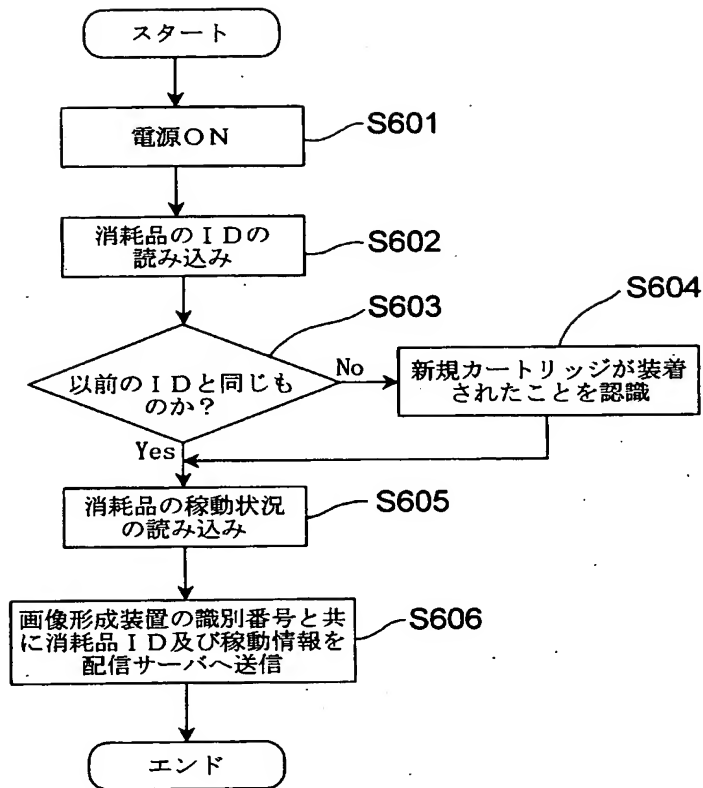 スタート
電源ON
S601
消耗品のIDの
読み込み
S602
S603
以前のIDと同じも
のか?
No
S604
新規カートリッジが装着
されたことを認識
Yes
消耗品の稼動状況
の読み込み
S605
画像形成装置の識別番号と共
に消耗品ID及び稼動情報を
配信サーバへ送信
S606
エンド